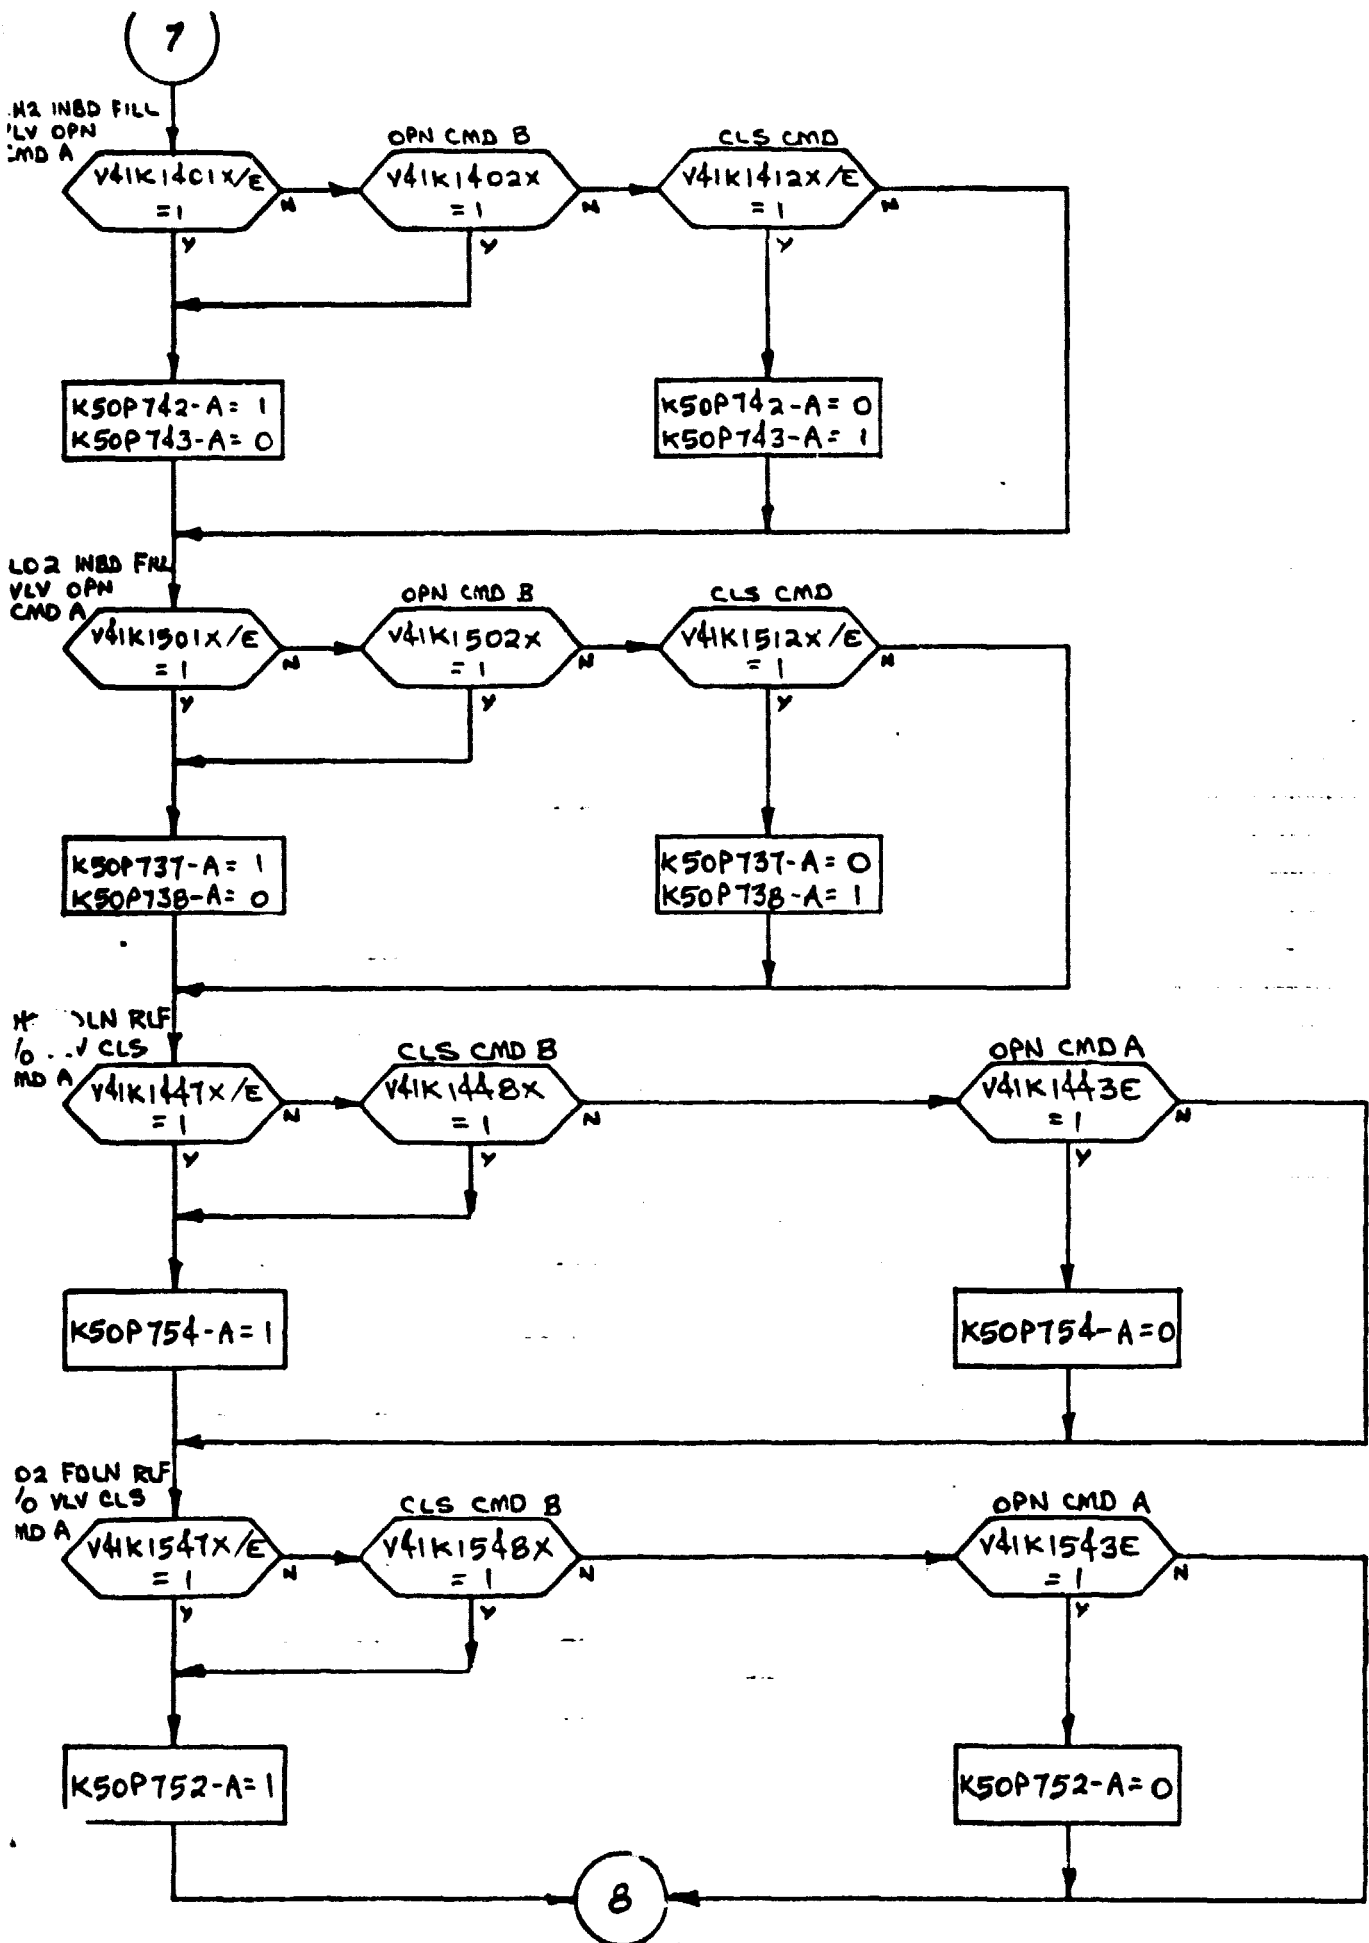 7
H2 INBD FILL
VLV OPN
CMD A
V41K1401X/E
=1
Y
N
OPN CMD B
V41K1402X
=1
Y
N
CLS CMD
V41K1412X/E
=1
Y
N
K50P742-A=1
K50P743-A=0
K50P742-A=0
K50P743-A=1
LO2 INBD FILL
VLV OPN
CMD A
V41K1501X/E
=1
Y
N
OPN CMD B
V41K1502X
=1
Y
N
CLS CMD
V41K1512X/E
=1
Y
N
K50P737-A=1
K50P738-A=0
K50P737-A=0
K50P738-A=1
LN RLF
/O V CLS
MD A
V41K1447X/E
=1
Y
N
CLS CMD B
V41K1448X
=1
Y
N
OPN CMD A
V41K1443E
=1
Y
N
K50P754-A=1
K50P754-A=0
O2 FDLN RLF
/O VLV CLS
MD A
V41K1547X/E
=1
Y
N
CLS CMD B
V41K1548X
=1
Y
N
OPN CMD A
V41K1543E
=1
Y
N
K50P752-A=1
K50P752-A=0
8